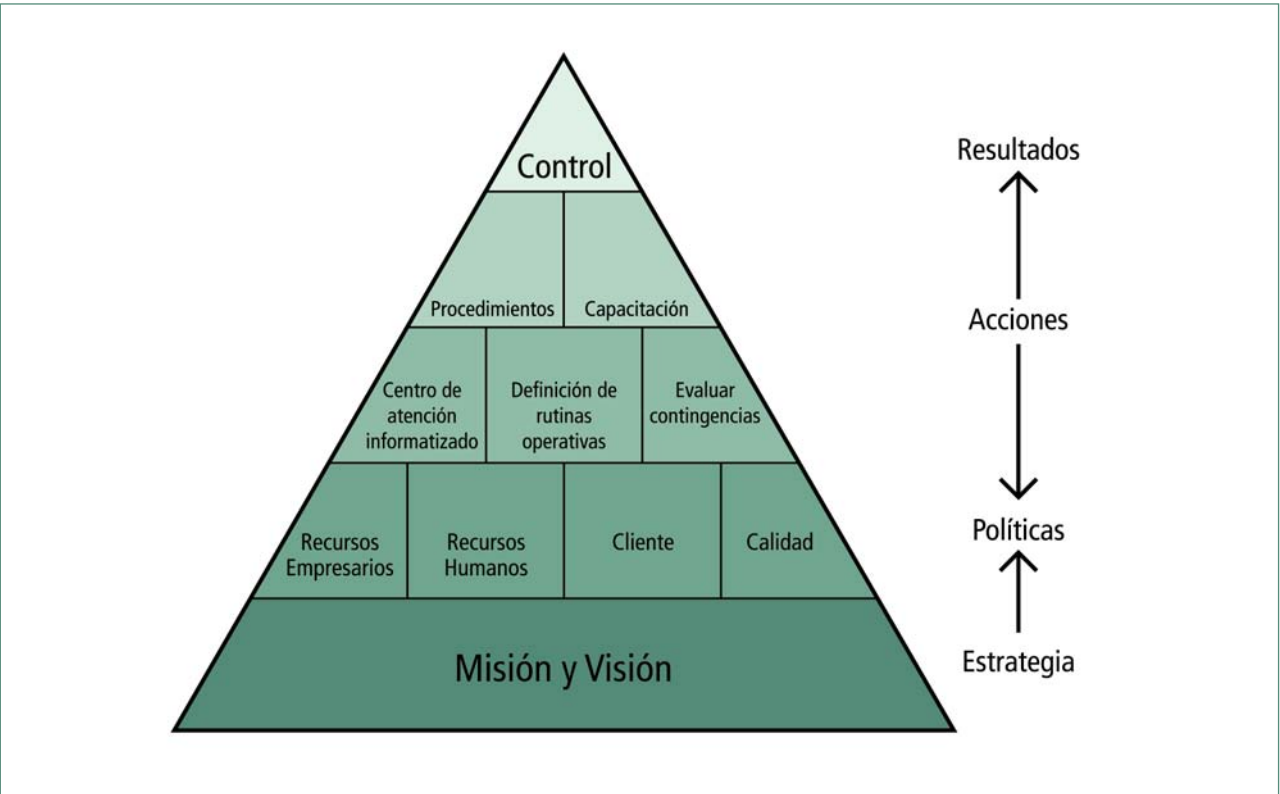 Control
Procedimientos
Capacitación
Centro de
atención
informatizado
Definición de
rutinas
operativas
Evaluar
contingencias
Recursos
Empresarios
Recursos
Humanos
Cliente
Calidad
Misión y Visión
Resultados
Acciones
Políticas
Estrategia